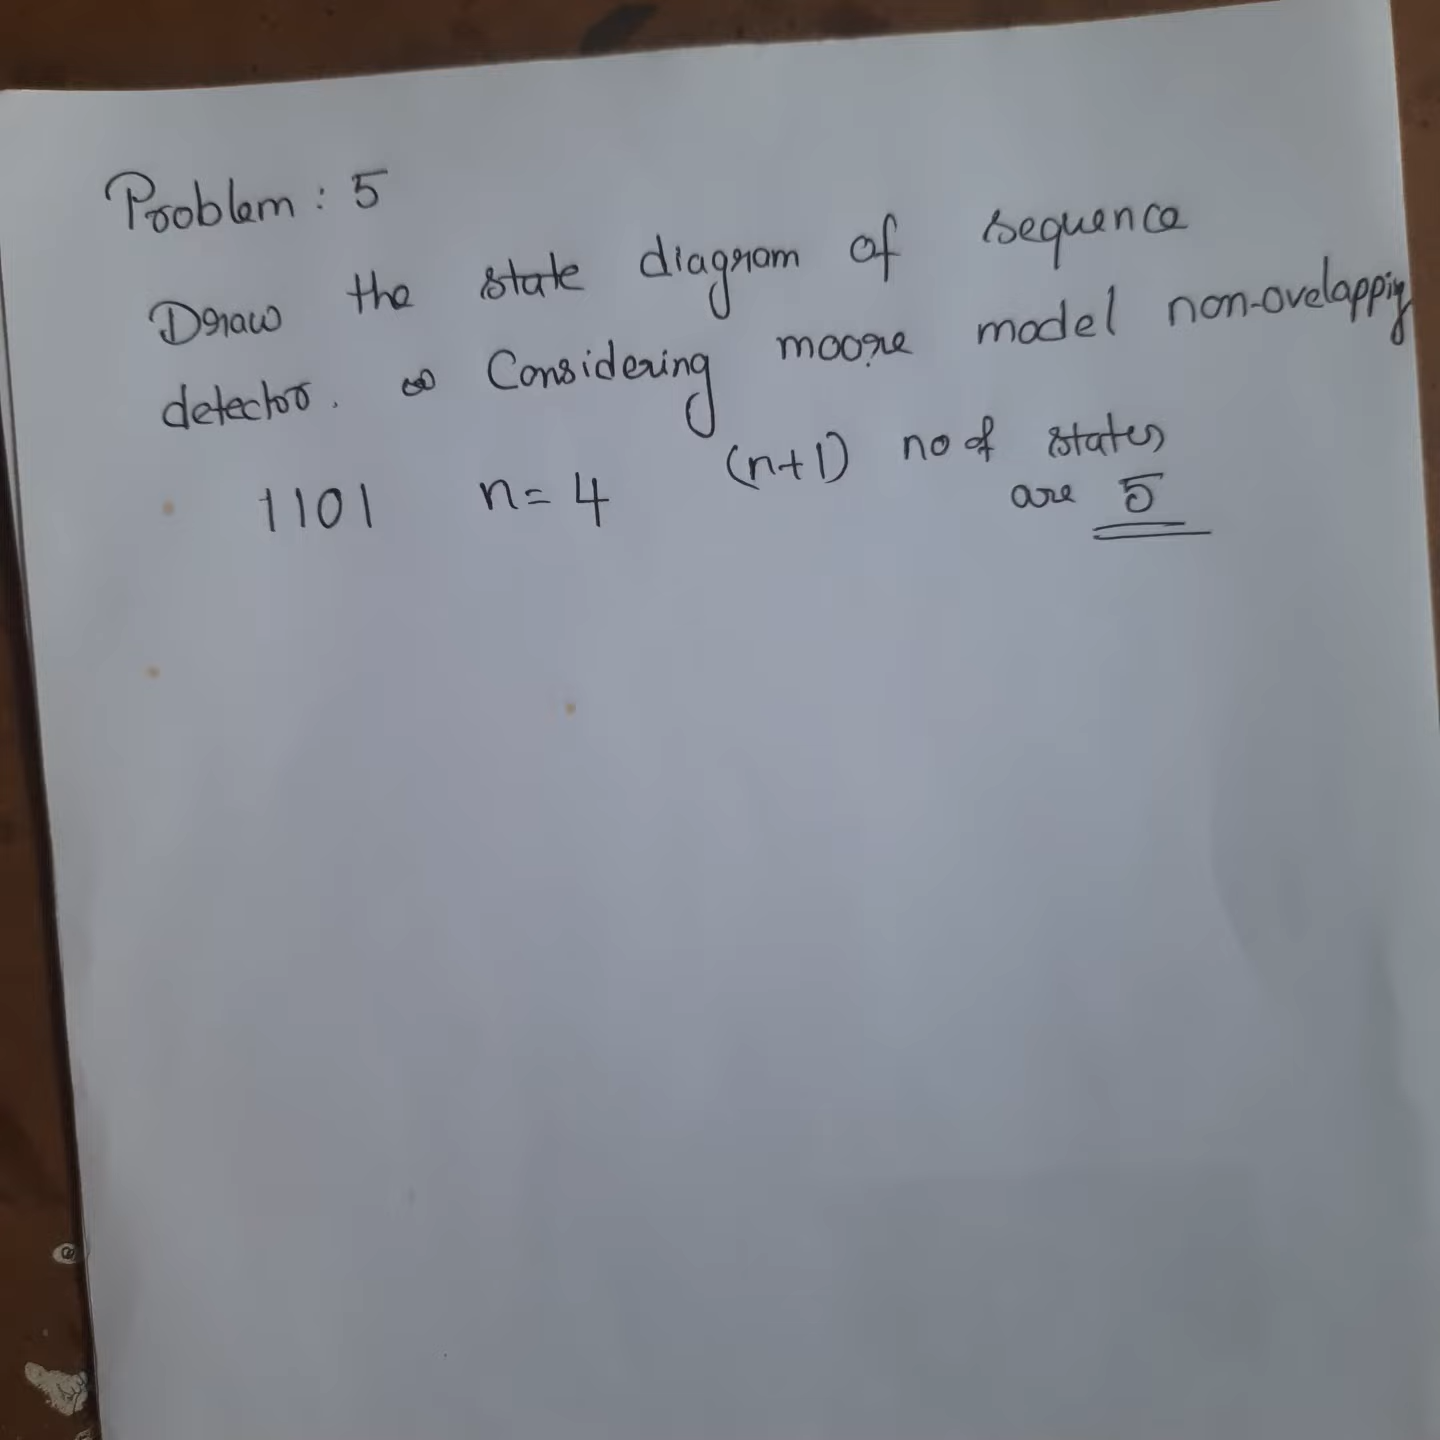 Problem : 5
Draw the state diagram of sequence
detector. Considering moore model non-ovelapping
1101 n = 4 (n+1) no of states
are 5